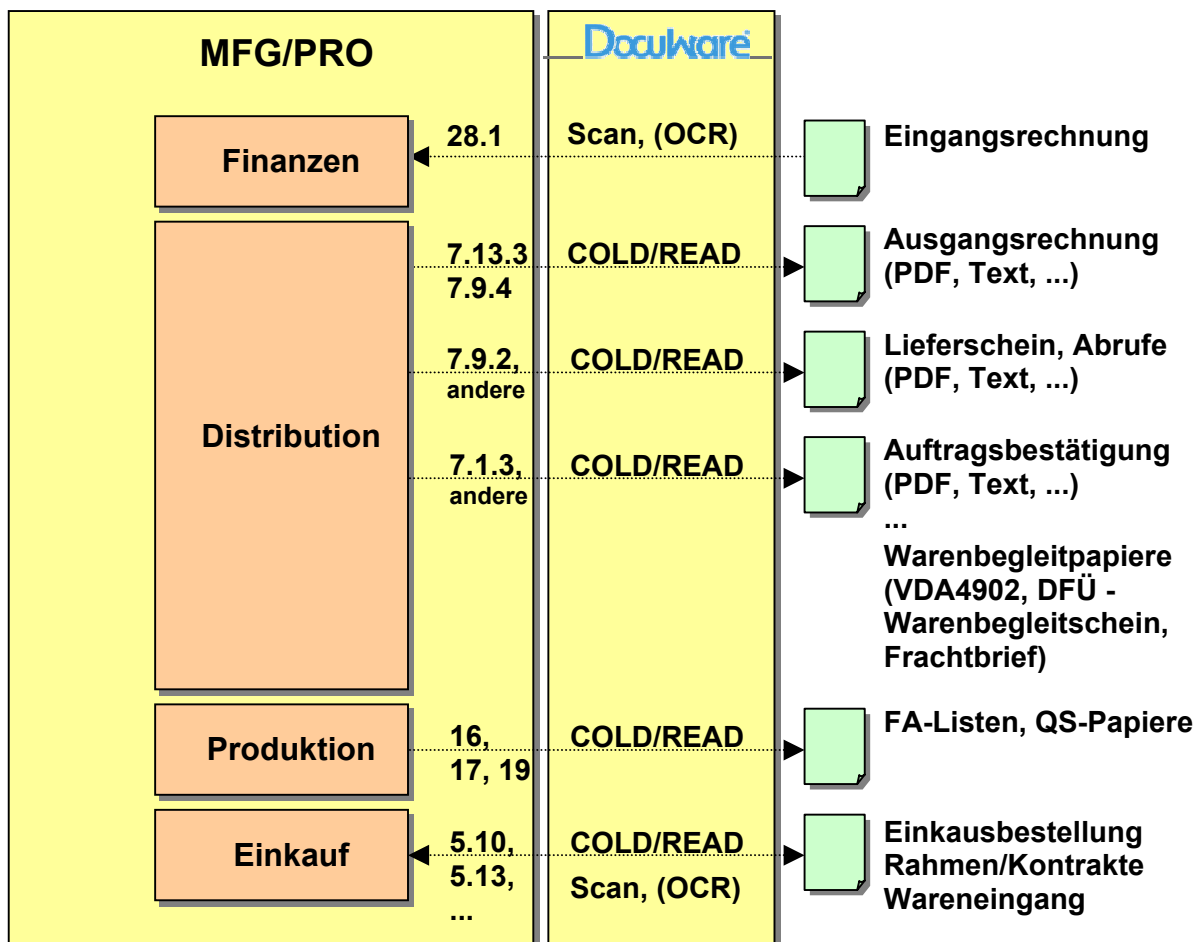 MFG/PRO
DocuWare
Finanzen
28.1
Scan, (OCR)
Eingangsrechnung
Distribution
7.13.3
7.9.4
COLD/READ
Ausgangsrechnung
(PDF, Text, ...)
7.9.2,
andere
COLD/READ
Lieferschein, Abrufe
(PDF, Text, ...)
7.1.3,
andere
COLD/READ
Auftragsbestätigung
(PDF, Text, ...)
...
Warenbegleitpapiere
(VDA4902, DFÜ -
Warenbegleitschein,
Frachtbrief)
Produktion
16,
17, 19
COLD/READ
FA-Listen, QS-Papiere
Einkauf
5.10,
5.13,
...
COLD/READ
Scan, (OCR)
Einkausbestellung
Rahmen/Kontrakte
Wareneingang